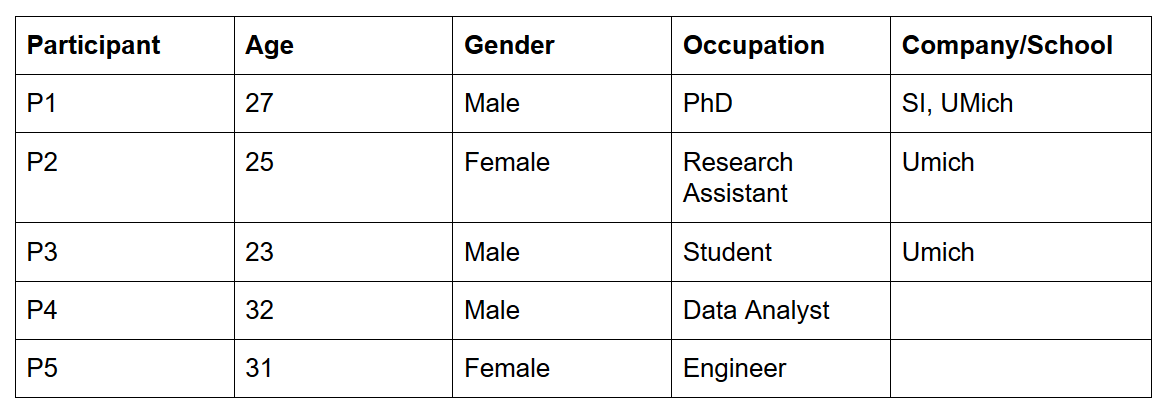 Participant Age Gender Occupation Company/School
P1 27 Male PhD SI, UMich
P2 25 Female Research Umich
Assistant
P3 23 Male Student Umich
P4 32 Male Data Analyst
P5 31 Female Engineer